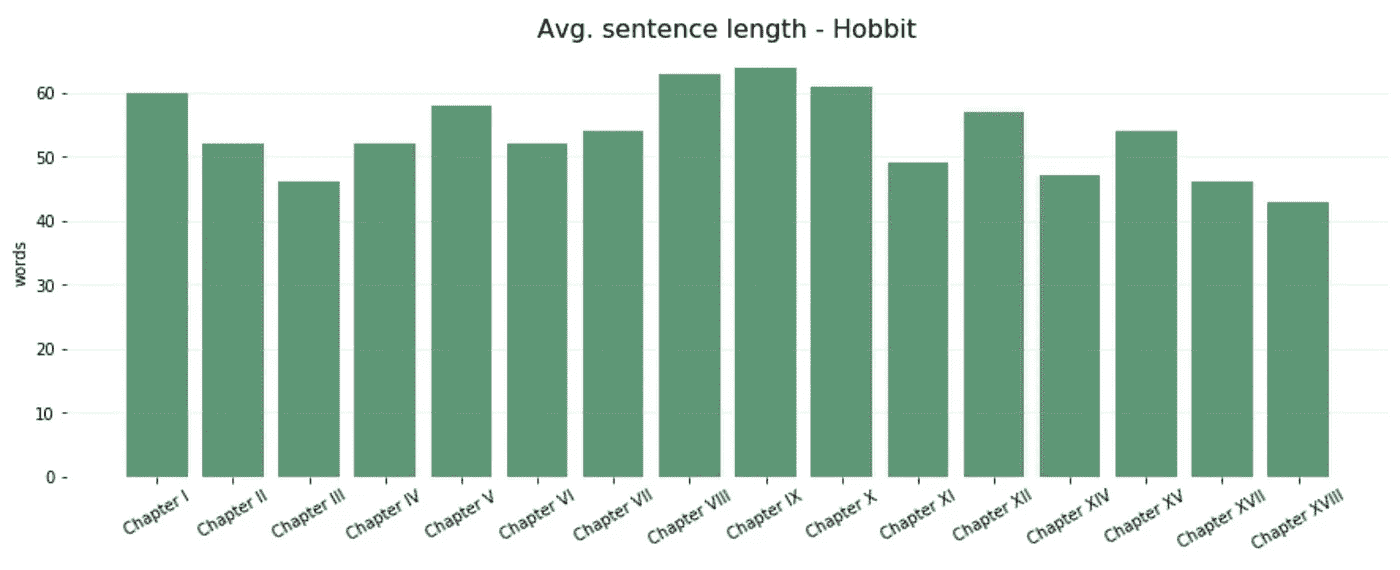 Avg. sentence length - Hobbit
words
60
50
40
30
20
10
0
Chapter I
Chapter II
Chapter III
Chapter IV
Chapter V
Chapter VI
Chapter VII
Chapter VIII
Chapter IX
Chapter X
Chapter XI
Chapter XII
Chapter XIV
Chapter XV
Chapter XVII
Chapter XVIII